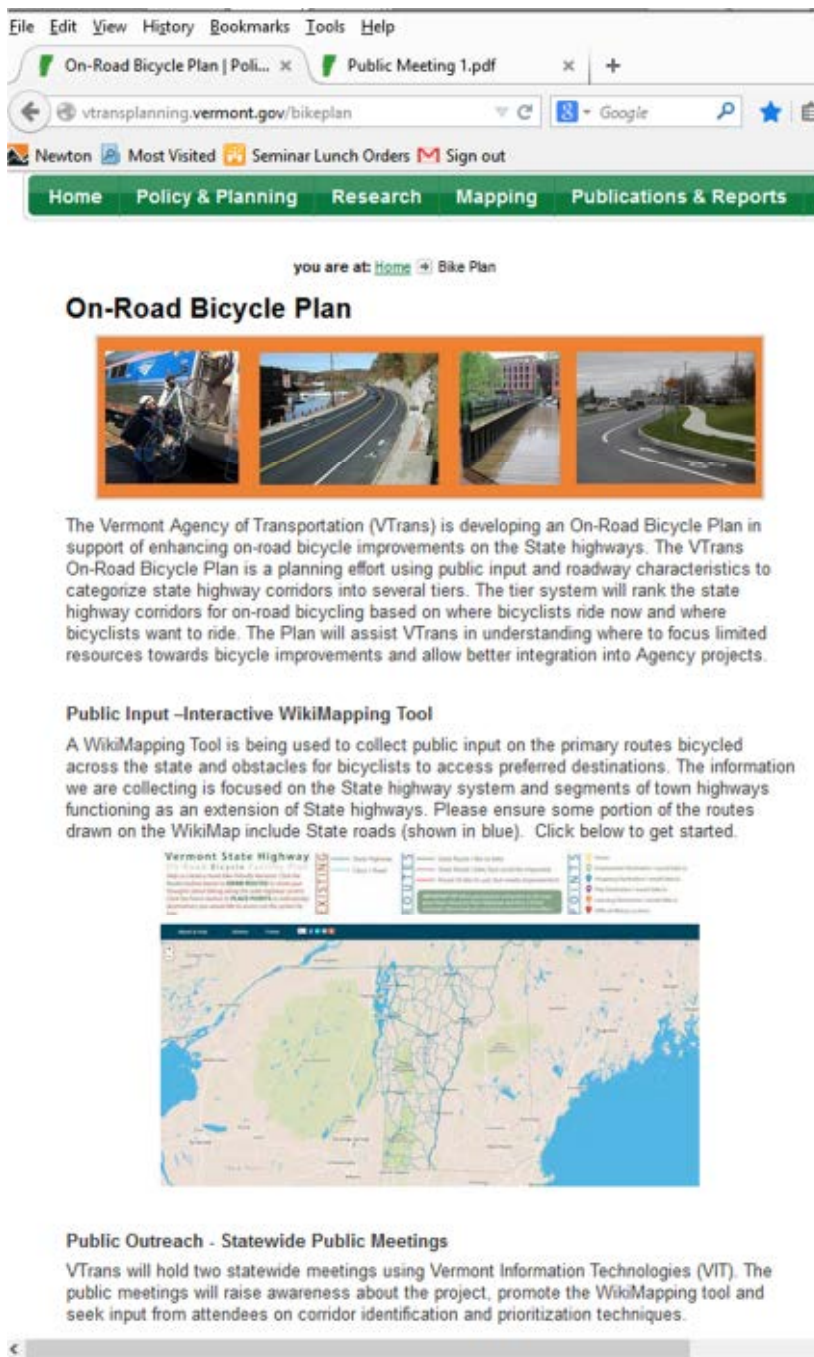 File Edit View History Bookmarks Tools Help
On-Road Bicycle Plan | Poli... × Public Meeting 1.pdf × +
vtransplanning.vermont.gov/bikeplan Google
Newton Most Visited Seminar Lunch Orders Sign out
Home Policy & Planning Research Mapping Publications & Reports
you are at: Home Bike Plan
On-Road Bicycle Plan
The Vermont Agency of Transportation (VTrans) is developing an On-Road Bicycle Plan in
support of enhancing on-road bicycle improvements on the State highways. The VTrans
On-Road Bicycle Plan is a planning effort using public input and roadway characteristics to
categorize state highway corridors into several tiers. The tier system will rank the state
highway corridors for on-road bicycling based on where bicyclists ride now and where
bicyclists want to ride. The Plan will assist VTrans in understanding where to focus limited
resources towards bicycle improvements and allow better integration into Agency projects.
Public Input –Interactive WikiMapping Tool
A WikiMapping Tool is being used to collect public input on the primary routes bicycled
across the state and obstacles for bicyclists to access preferred destinations. The information
we are collecting is focused on the State highway system and segments of town highways
functioning as an extension of State highways. Please ensure some portion of the routes
drawn on the WikiMap include State roads (shown in blue). Click below to get started.
Vermont State Highway
On Road Bicycle Facility Plan
EXISTING
State Highway
ROUTES
POINTS
Public Outreach - Statewide Public Meetings
VTrans will hold two statewide meetings using Vermont Information Technologies (VIT). The
public meetings will raise awareness about the project, promote the WikiMapping tool and
seek input from attendees on corridor identification and prioritization techniques.